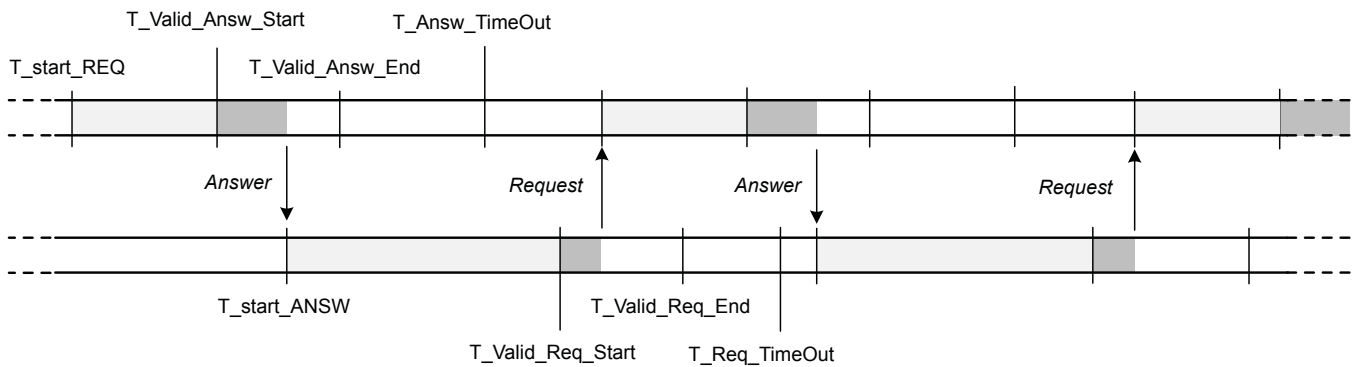 T_Valid_Answ_Start
T_Answ_TimeOut
T_start_REQ
T_Valid_Answ_End
Answer
Request
Answer
Request
T_start_ANSW
T_Valid_Req_End
T_Valid_Req_Start
T_Req_TimeOut